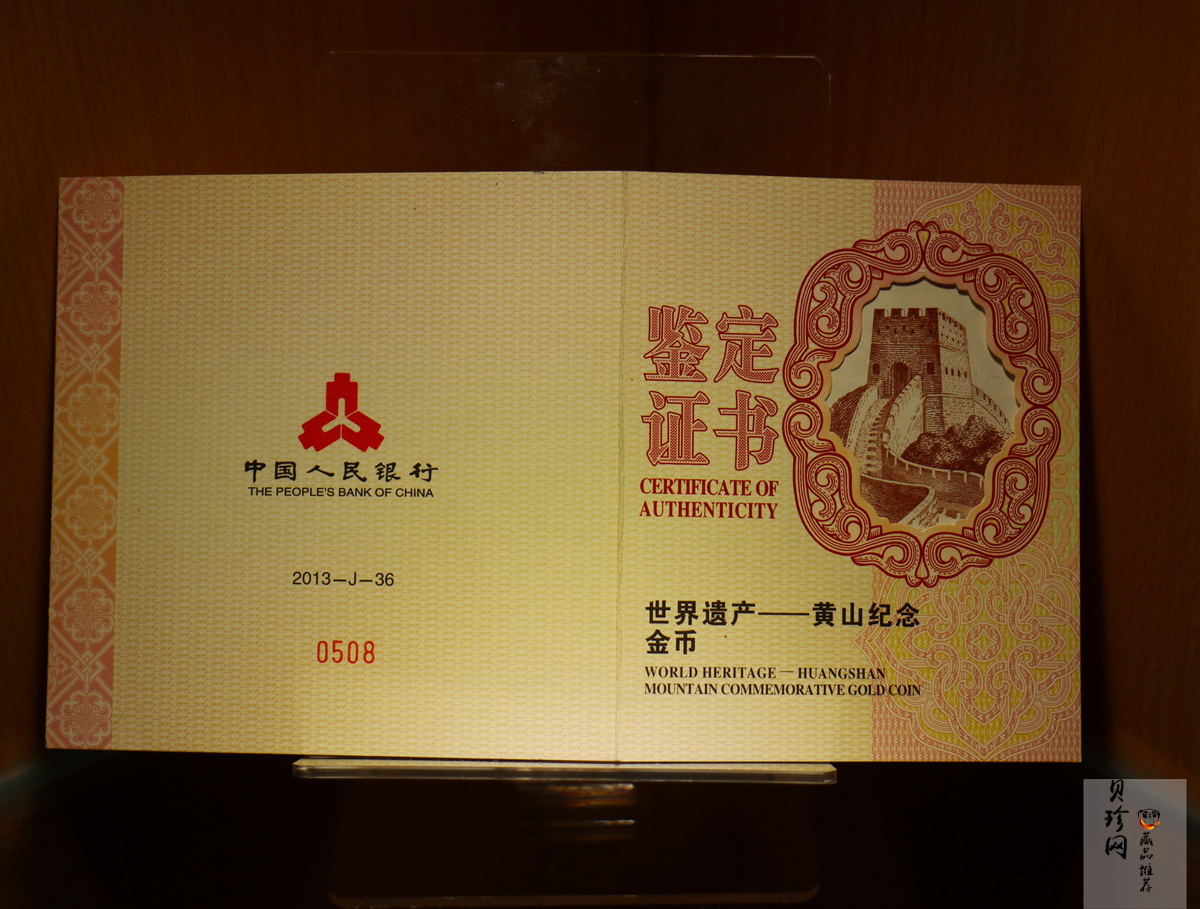 中国人民银行
THE PEOPLE'S BANK OF CHINA
2013-J-36
0508
鉴定
证书
CERTIFICATE OF
AUTHENTICITY
世界遗产——黄山纪念
金币
WORLD HERITAGE — HUANGSHAN
MOUNTAIN COMMEMORATIVE GOLD COIN
贝珍网
藏品推荐